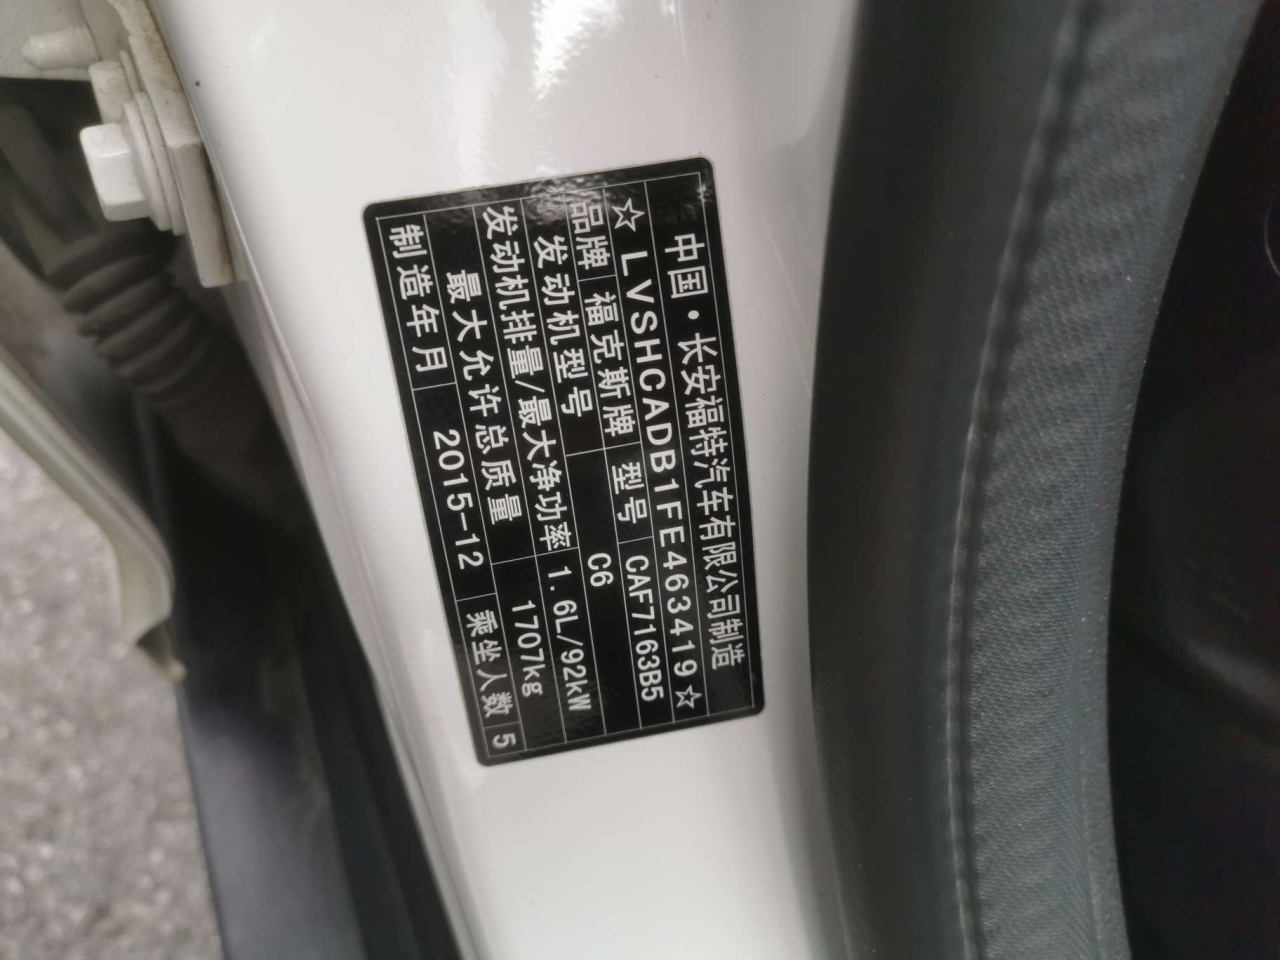 中国·长安福特汽车有限公司制造
☆LVSHCADB1FE463419☆
品牌 福克斯牌 型号 CAF7163B5
发动机型号 C6
发动机排量/最大净功率 1.6L/92kW
最大允许总质量 1707kg
制造年月 2015-12 乘坐人数 5